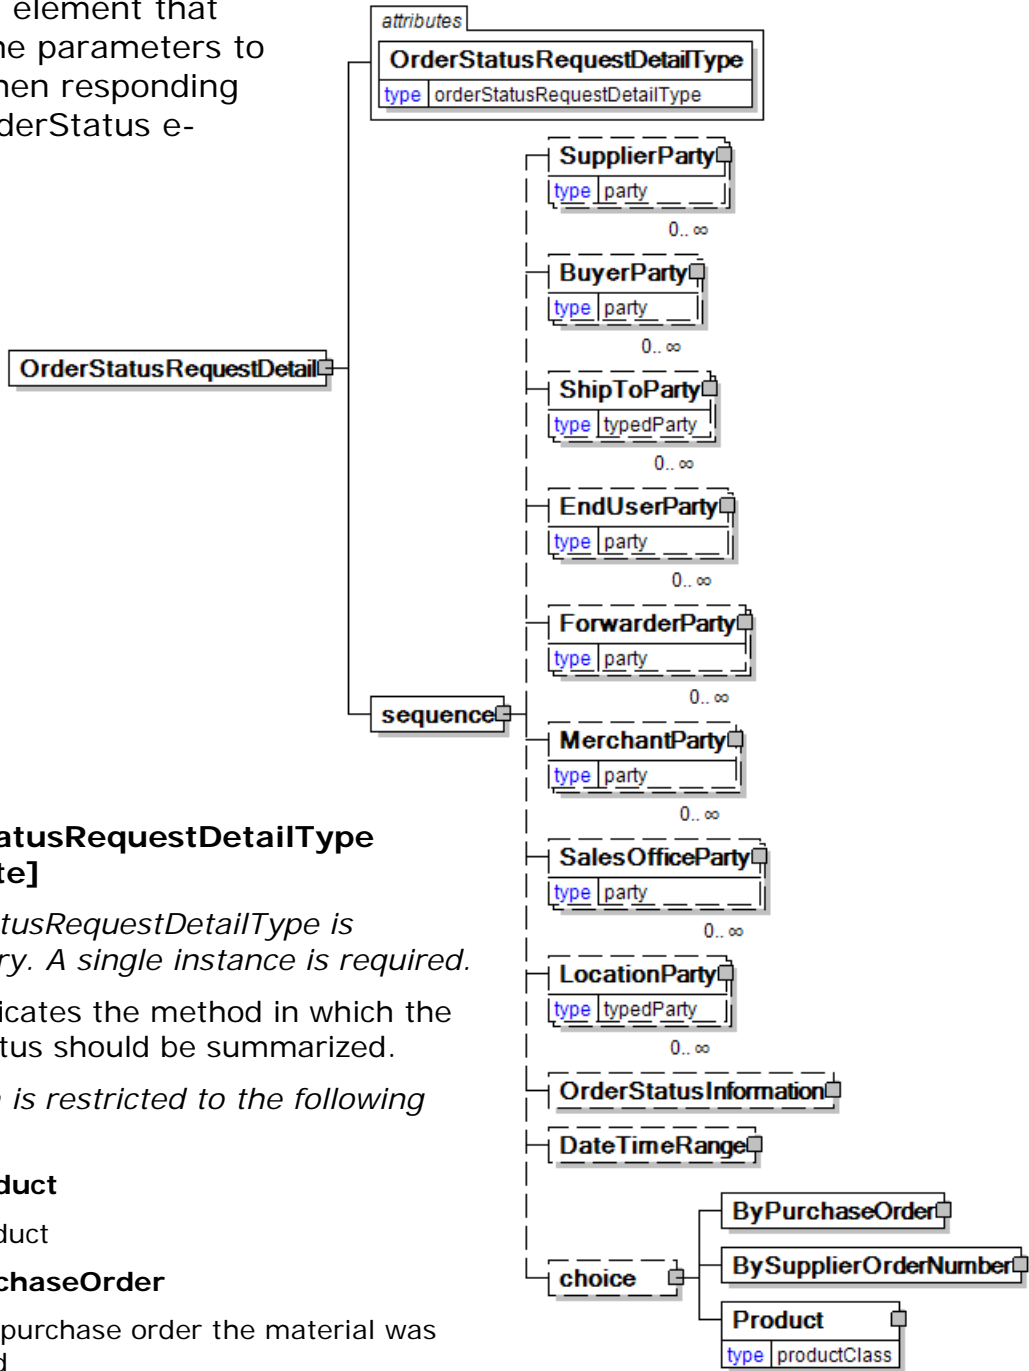 element that
parameters to
responding
attributes
OrderStatusRequestDetailType
type orderStatusRequestDetailType
SupplierParty
type party
0.. ∞
BuyerParty
type party
0.. ∞
OrderStatusRequestDetail
ShipToParty
type typedParty
0.. ∞
EndUserParty
type party
0.. ∞
ForwarderParty
type party
0.. ∞
sequence
MerchantParty
type party
0.. ∞
SalesOfficeParty
type party
0.. ∞
LocationParty
type typedParty
0.. ∞
OrderStatusInformation
DateTimeRange
choice
ByPurchaseOrder
BySupplierOrderNumber
Product
type productClass
atusRequestDetailType
te]
tusRequestDetailType is
ry. A single instance is required.
icates the method in which the
tus should be summarized.
is restricted to the following
duct
duct
chaseOrder
purchase order the material was